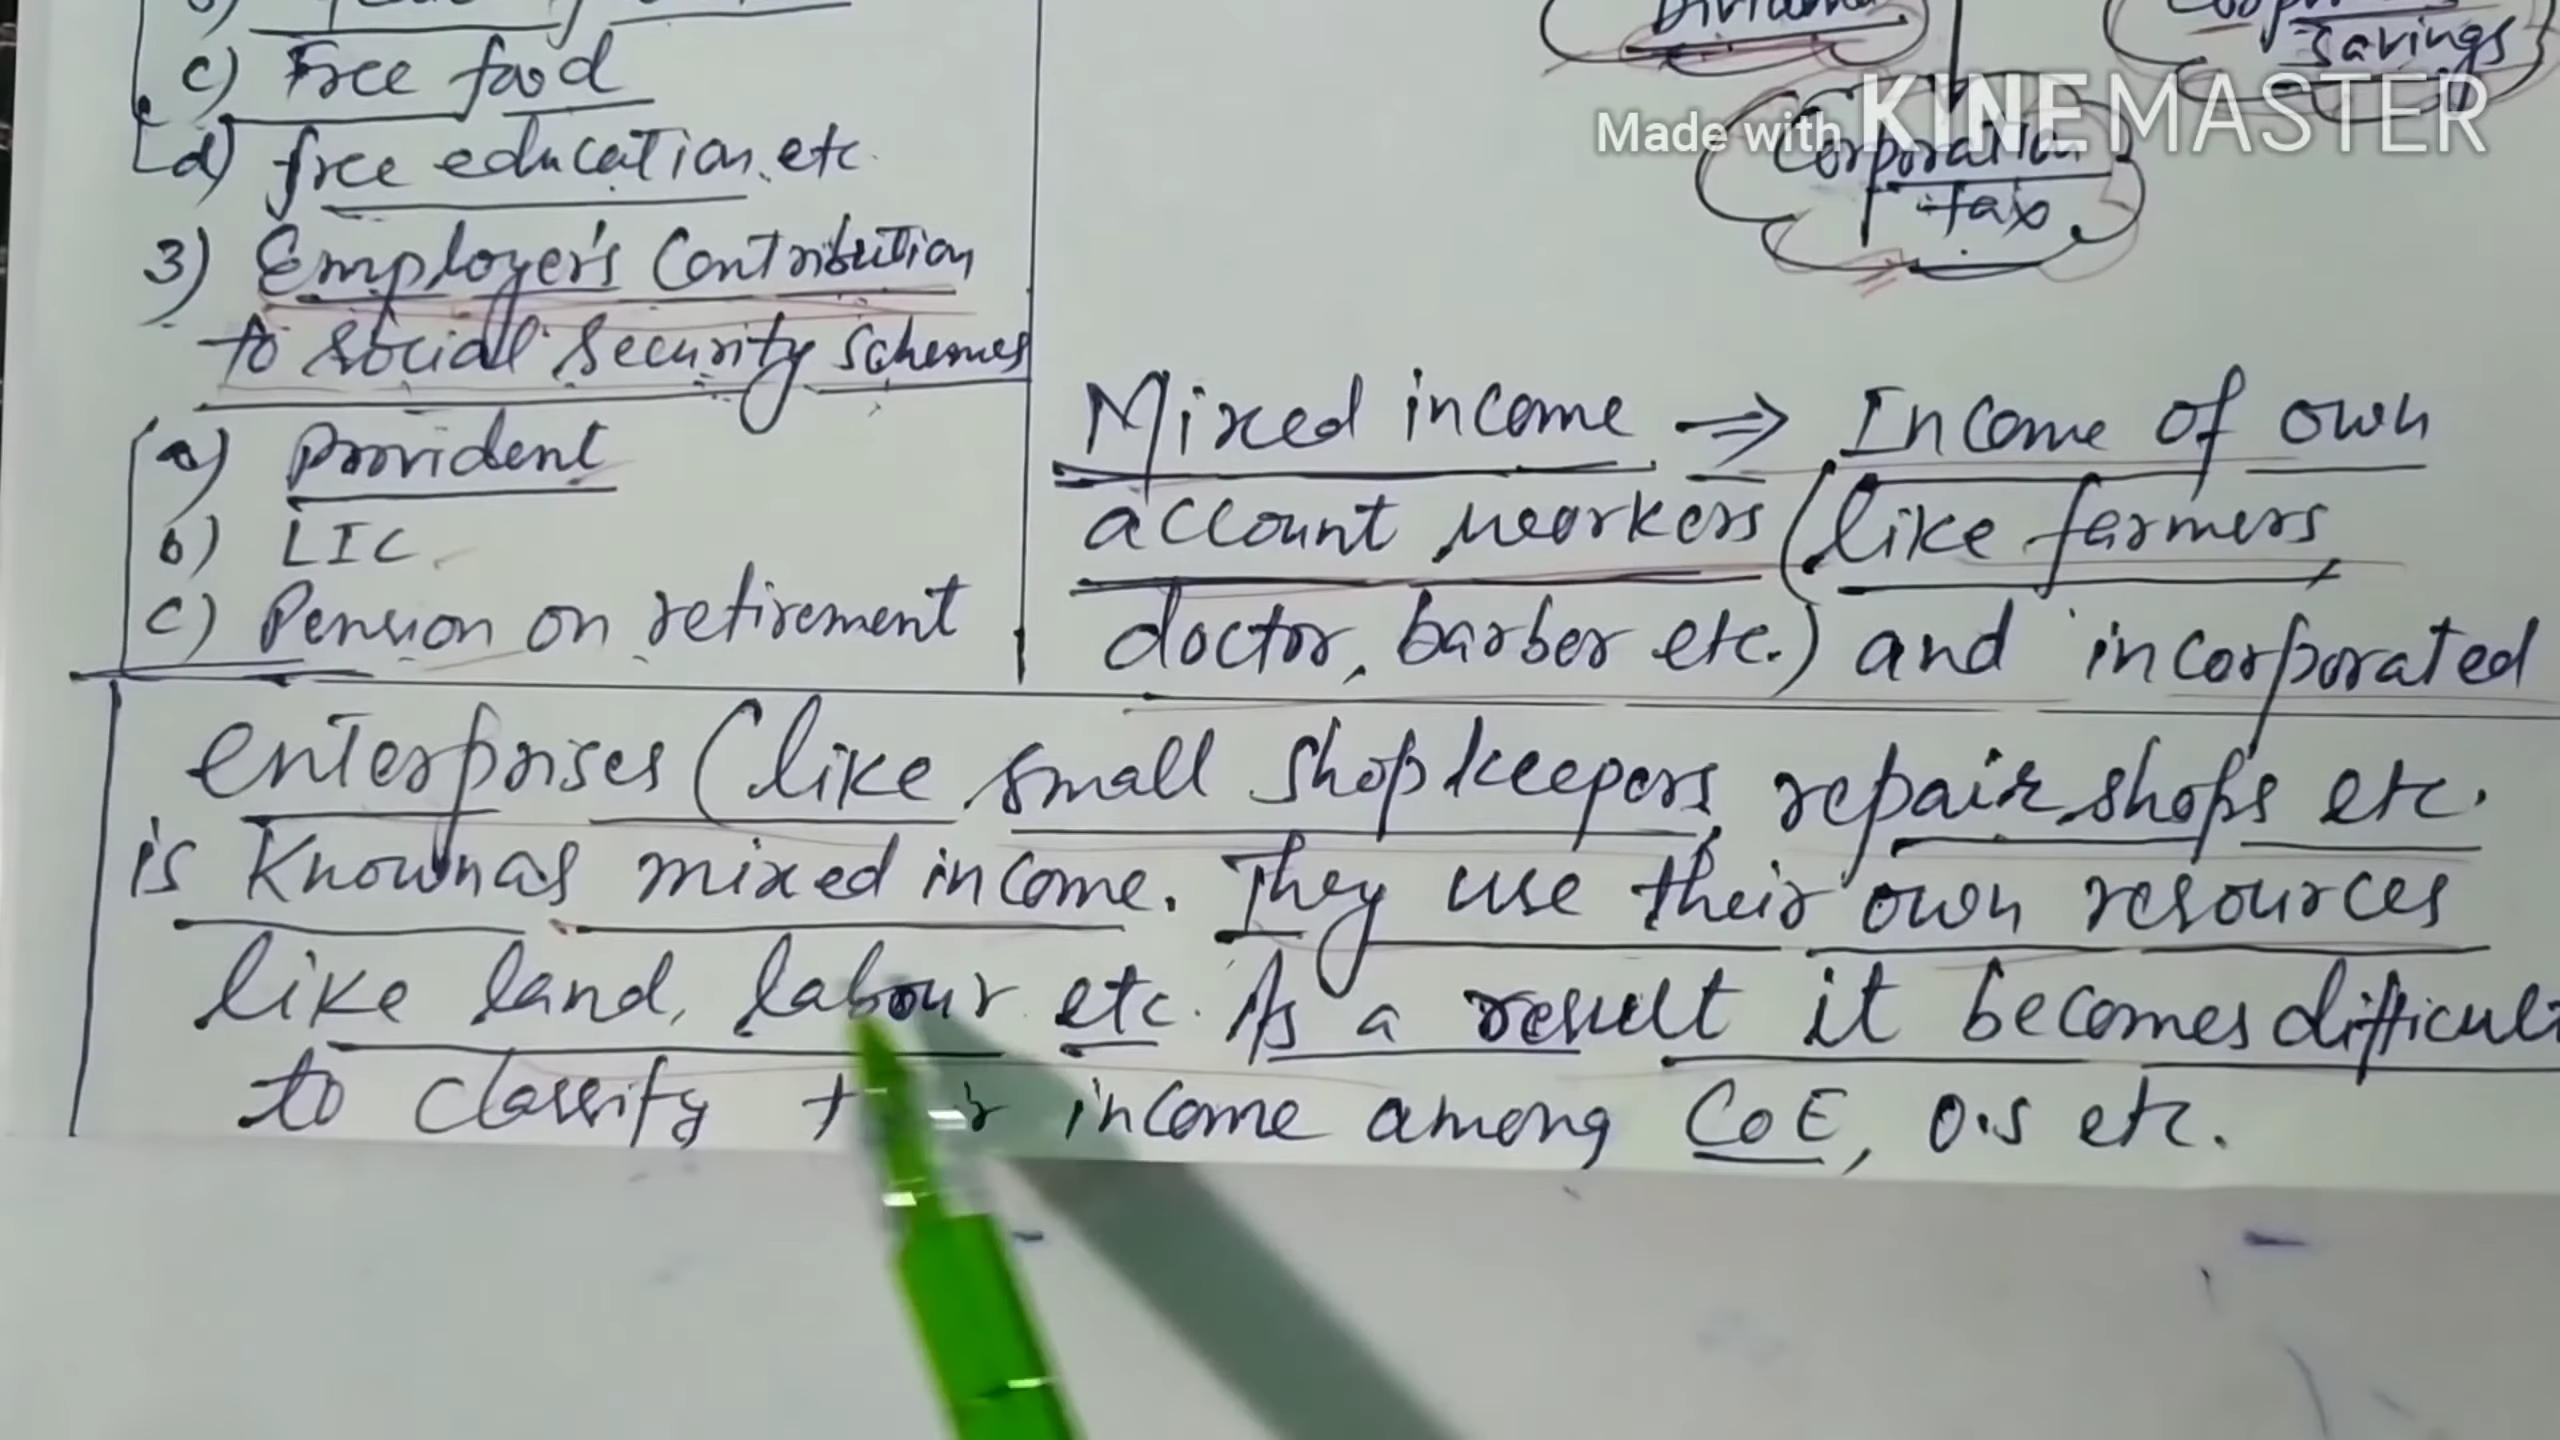 c) Free food
d) free education etc
3) Employer's Contribution
to social security schemes
a) Provident
b) LIC
c) Pension on retirement
Savings
Made with KINEMASTER
Corporation
tax
Mixed income ⇒ Income of own
account workers (like farmers,
doctor, barber etc.) and incorporated
enterprises (like small shopkeepers, repair shops etc.
is known as mixed income. They use their own resources
like land, labour etc. As a result it becomes difficult
to classify income among CoE, O.S etc.